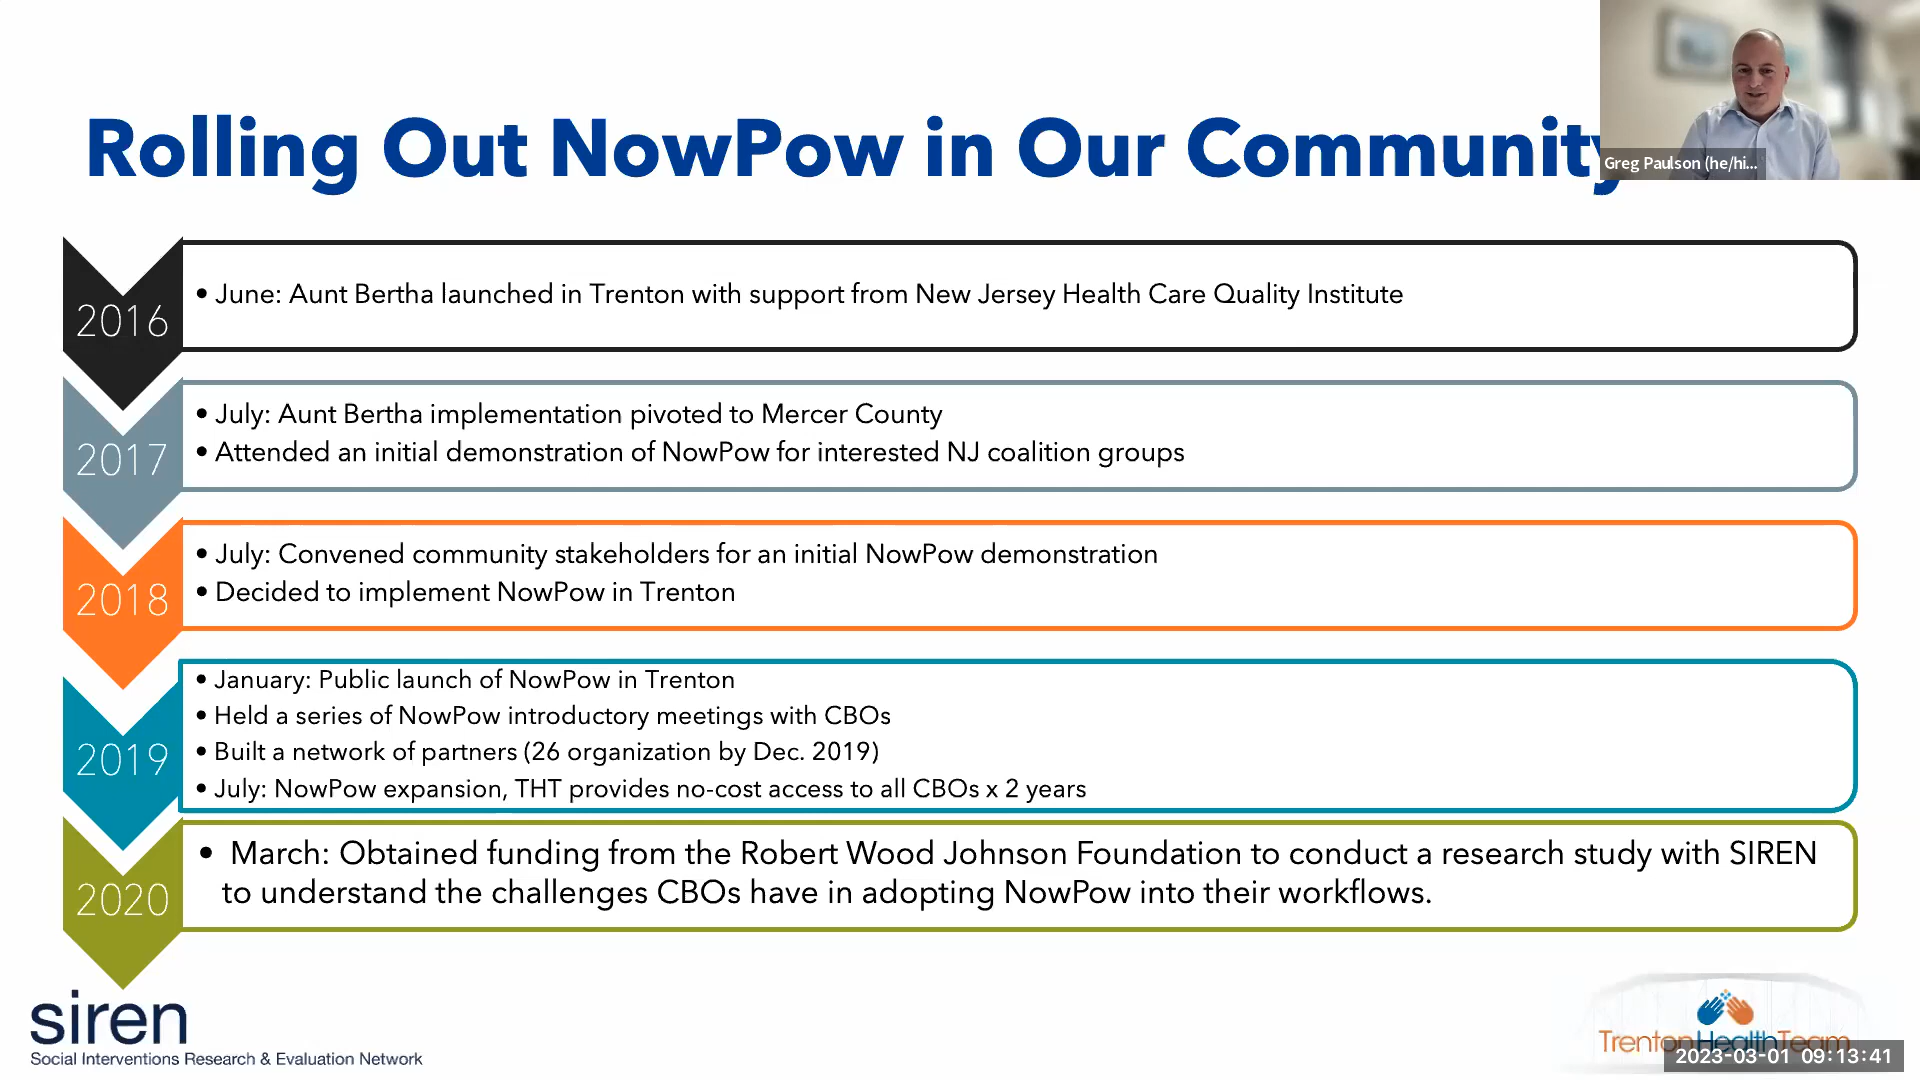 Rolling Out NowPow in Our Community
Greg Paulson (he/hi...
2016
• June: Aunt Bertha launched in Trenton with support from New Jersey Health Care Quality Institute
2017
• July: Aunt Bertha implementation pivoted to Mercer County
• Attended an initial demonstration of NowPow for interested NJ coalition groups
2018
• July: Convened community stakeholders for an initial NowPow demonstration
• Decided to implement NowPow in Trenton
2019
• January: Public launch of NowPow in Trenton
• Held a series of NowPow introductory meetings with CBOs
• Built a network of partners (26 organization by Dec. 2019)
• July: NowPow expansion, THT provides no-cost access to all CBOs x 2 years
2020
• March: Obtained funding from the Robert Wood Johnson Foundation to conduct a research study with SIREN
to understand the challenges CBOs have in adopting NowPow into their workflows.
siren
Social Interventions Research & Evaluation Network
TrentonHealthTeam
2023-03-01 09:13:41